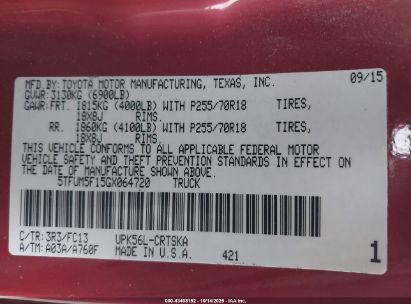 MFD. BY: TOYOTA MOTOR MANUFACTURING, TEXAS, INC. 09/15
GVWR: 3130KG (6900LB)
GAWR: FRT. 1815KG (4000LB) WITH P255/70R18 TIRES,
18X8J RIMS.
RR. 1860KG (4100LB) WITH P255/70R18 TIRES,
18X8J RIMS.
THIS VEHICLE CONFORMS TO ALL APPLICABLE FEDERAL MOTOR
VEHICLE SAFETY AND THEFT PREVENTION STANDARDS IN EFFECT ON
THE DATE OF MANUFACTURE SHOWN ABOVE.
5TFUM5F15GX064720 TRUCK
C/TR: 3R3/FC13 UPK56L-CRTSKA
A/TM: A03A/A760F MADE IN U.S.A. 421 1